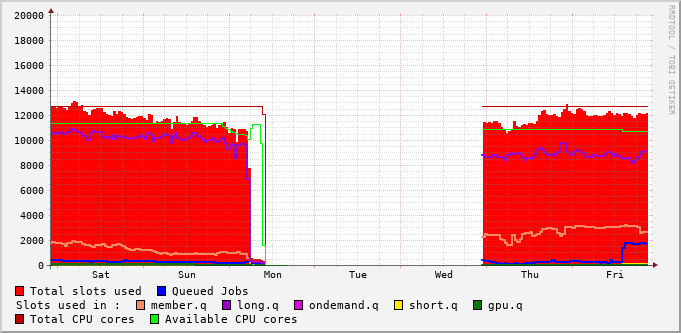 RRDTOOL / TOBI OETIKER
20000
18000
16000
14000
12000
10000
8000
6000
4000
2000
0
Sat Sun Mon Tue Wed Thu Fri
Total slots used Queued Jobs
Slots used in : member.q long.q ondemand.q short.q gpu.q
Total CPU cores Available CPU cores